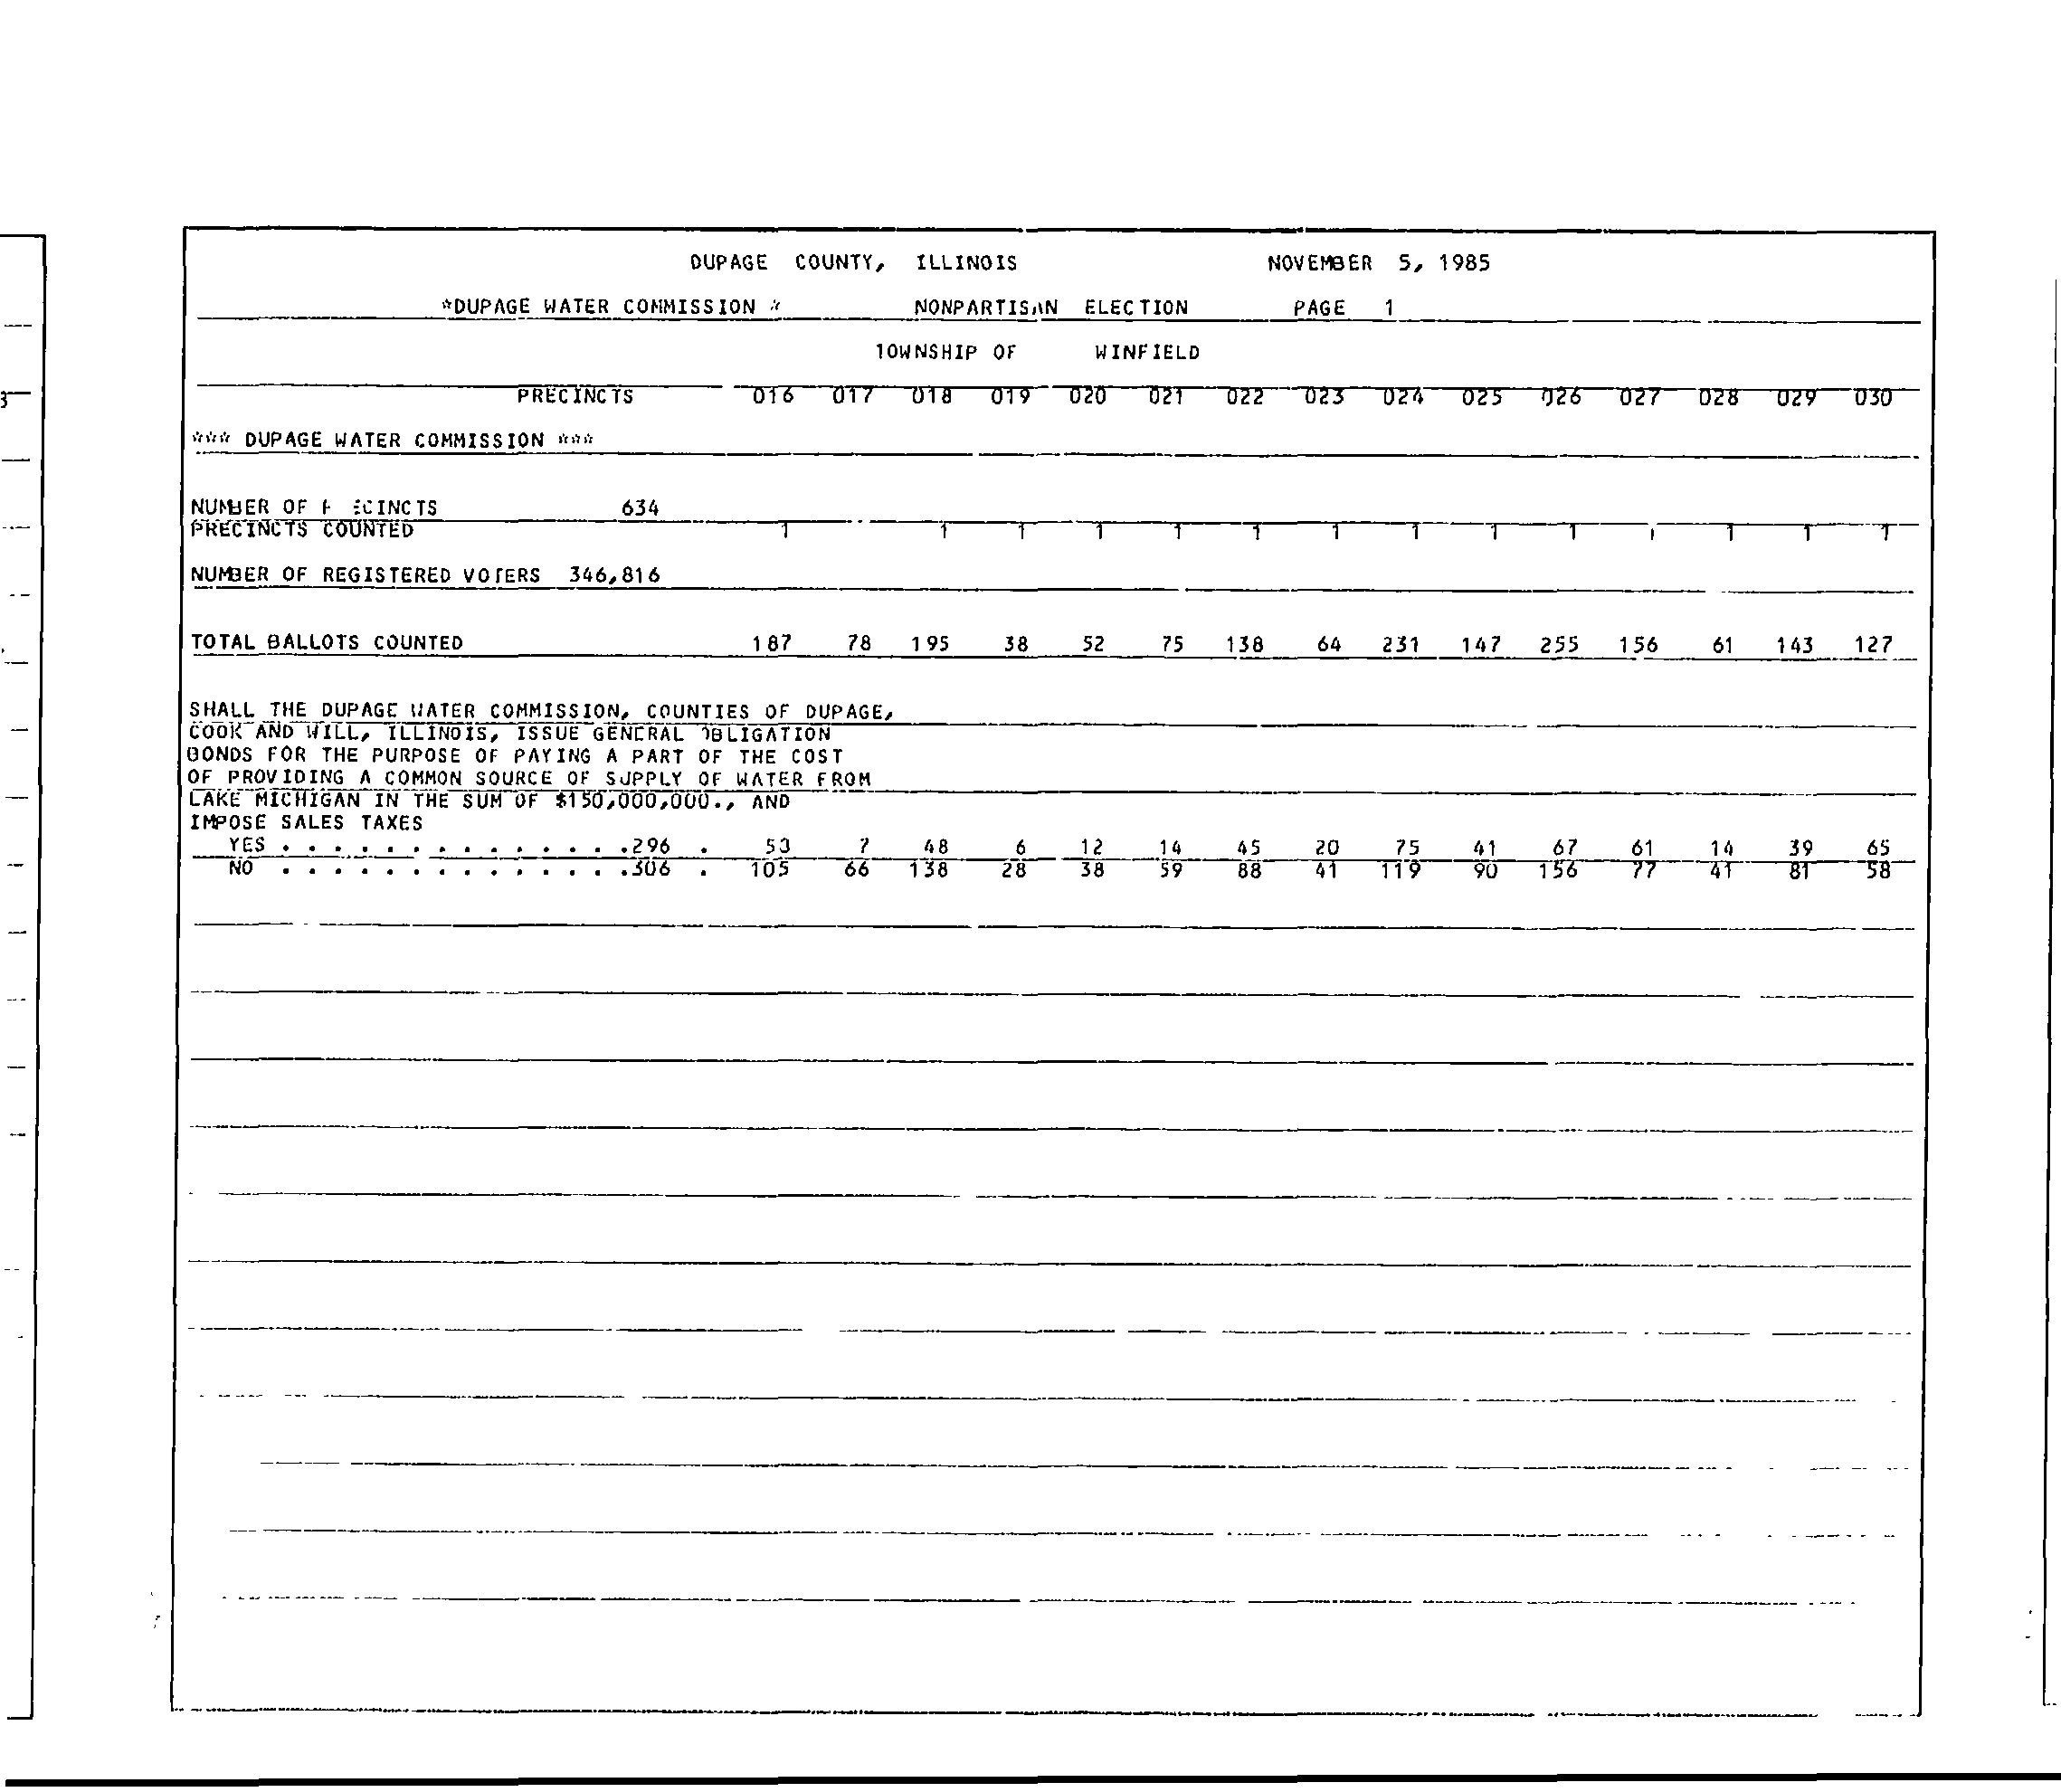 DUPAGE COUNTY, ILLINOIS NOVEMBER 5, 1985
*DUPAGE WATER COMMISSION * NONPARTISAN ELECTION PAGE 1
TOWNSHIP OF WINFIELD
PRECINCTS 016 017 018 019 020 021 022 023 024 025 026 027 028 029 030
*** DUPAGE WATER COMMISSION ***
NUMBER OF 634
PRECINCTS COUNTED 1 1 1 1 1 1 1 1 1 1 1 1 1
NUMBER OF REGISTERED VOTERS 346,816
TOTAL BALLOTS COUNTED 187 78 195 38 52 75 138 64 231 147 255 156 61 143 127
SHALL THE DUPAGE WATER COMMISSION, COUNTIES OF DUPAGE,
COOK AND WILL, ILLINOIS, ISSUE GENERAL OBLIGATION
BONDS FOR THE PURPOSE OF PAYING A PART OF THE COST
OF PROVIDING A COMMON SOURCE OF SUPPLY OF WATER FROM
LAKE MICHIGAN IN THE SUM OF $150,000,000., AND
IMPOSE SALES TAXES
YES . . . . . . . . . . . . . .296 . 53 7 48 6 12 14 45 20 75 41 67 61 14 39 65
NO . . . . . . . . . . . . . .306 . 105 66 138 28 38 59 88 41 119 90 156 77 41 81 58